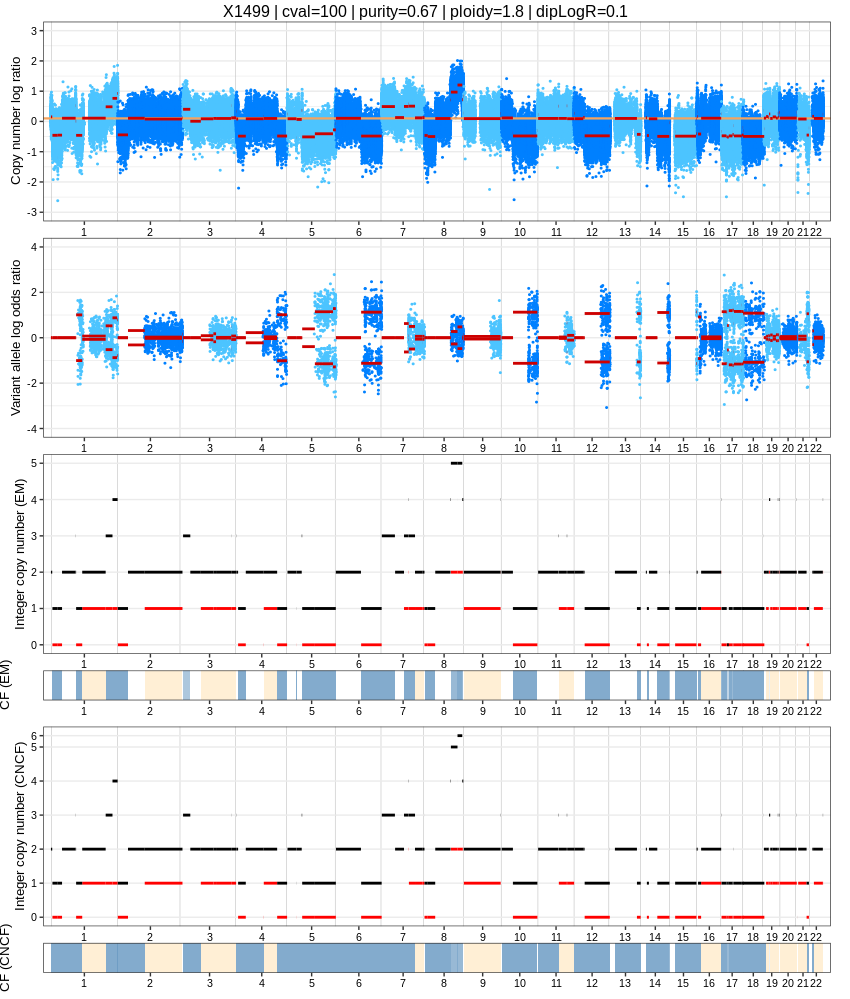 X1499 | cval=100 | purity=0.67 | ploidy=1.8 | dipLogR=0.1
Copy number log ratio
3
2
1
0
-1
-2
-3
1 2 3 4 5 6 7 8 9 10 11 12 13 14 15 16 17 18 19 20 21 22
Variant allele log odds ratio
4
2
0
-2
-4
1 2 3 4 5 6 7 8 9 10 11 12 13 14 15 16 17 18 19 20 21 22
Integer copy number (EM)
5
4
3
2
1
0
1 2 3 4 5 6 7 8 9 10 11 12 13 14 15 16 17 18 19 20 21 22
CF (EM)
1 2 3 4 5 6 7 8 9 10 11 12 13 14 15 16 17 18 19 20 21 22
Integer copy number (CNCF)
6
5
4
3
2
1
0
1 2 3 4 5 6 7 8 9 10 11 12 13 14 15 16 17 18 19 20 21 22
CF (CNCF)
1 2 3 4 5 6 7 8 9 10 11 12 13 14 15 16 17 18 19 20 21 22